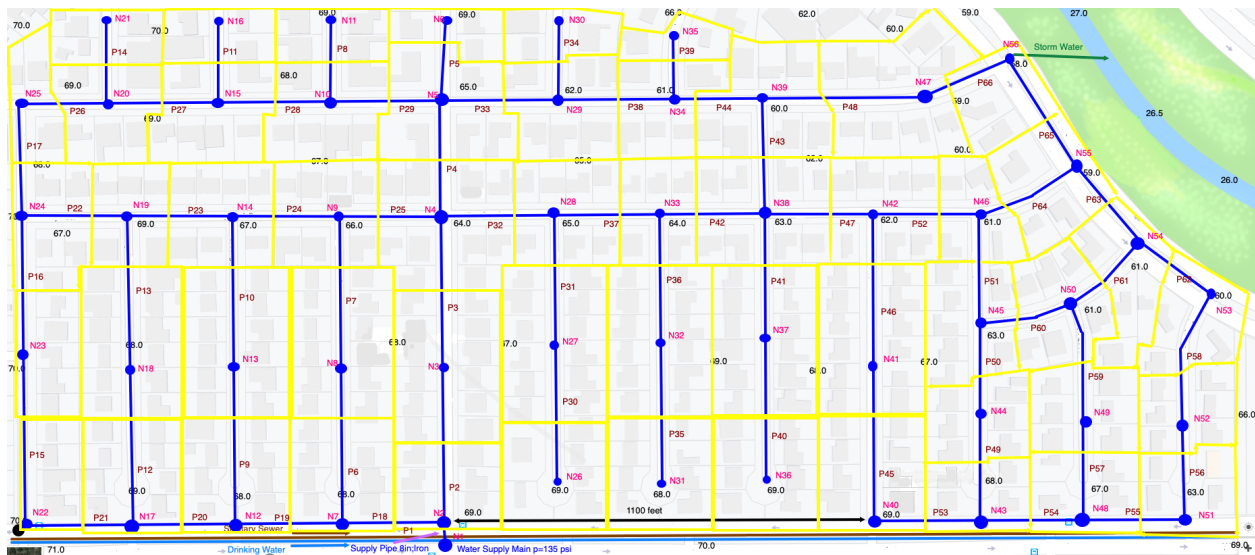 70.0
N21
N16
69.0
N11
N6
N30
66.0
N35
62.0
59.0
27.0
60.0
70.0
P14
P11
P8
69.0
P34
P39
N56
58.0
Storm Water
P5
68.0
65.0
62.0
61.0
N39
N47
P66
69.0
N25
N20
N15
N10
N5
P26
P27
P28
P29
P33
N29
P38
N34
P44
60.0
P48
59.0
69.0
P17
68.0
67.0
P4
65.0
P43
62.0
60.0
P65
N55
59.0
26.0
N24
P22
N19
P23
N14
P24
N9
P25
N4
N28
N33
N38
N42
N46
P64
P63
70
69.0
67.0
66.0
64.0
P32
65.0
P37
64.0
P42
63.0
P47
62.0
P52
61.0
67.0
N54
61.0
P16
P13
P10
P7
P3
P31
P36
P41
P46
P51
P61
P62
60.0
N50
61.0
N53
N45
63.0
P60
N23
70.0
68.0
N18
N13
N8
68.0
N3
67.0
N27
N32
69.0
N37
68.0
N41
67.0
P50
P59
P58
P30
N44
N49
N52
66.0
P15
P12
P9
P6
P2
P35
P40
P45
P49
P57
P56
N26
69.0
N31
68.0
N36
69.0
69.0
68.0
68.0
68.0
67.0
63.0
N22
70
P21
N17
P20
N12
P19
N7
P18
N2
69.0
1100 feet
N40
69.0
P53
N43
P54
N48
P55
N51
Sanitary Sewer
P1
N1
71.0
Drinking Water
Supply Pipe 8in;Iron
Water Supply Main p=135 psi
70.0
69.0